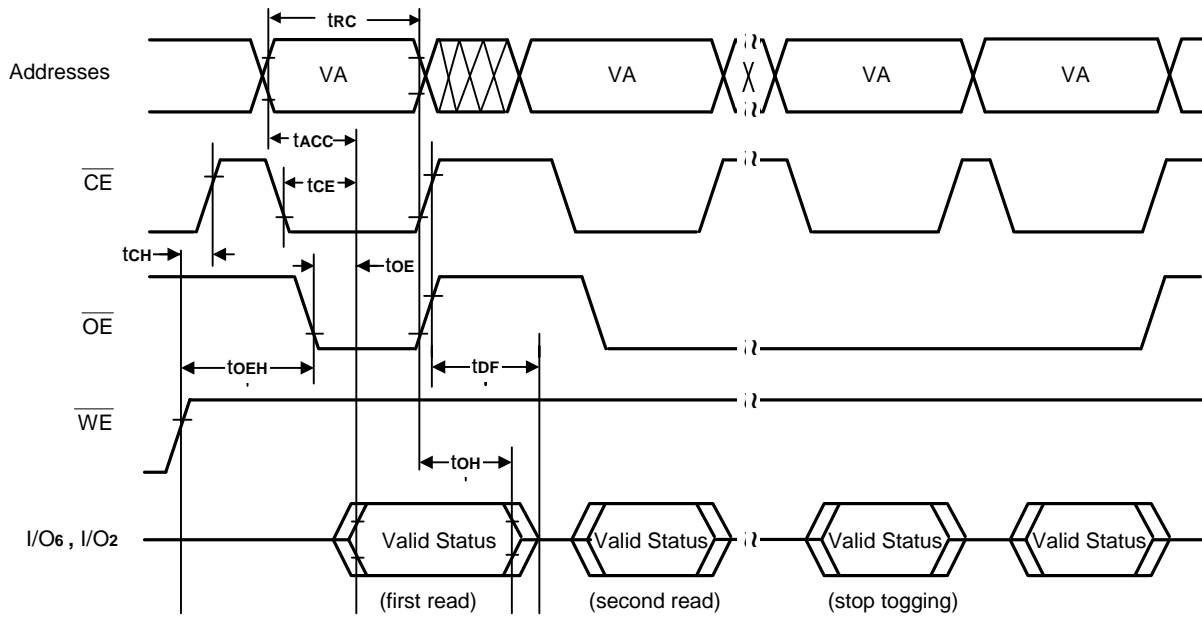 tRC
Addresses VA VA VA VA
tACC
CE
tCE
tCH
tOE
OE
tOEH
tDF
WE
tOH
I/O6 , I/O2 Valid Status Valid Status Valid Status Valid Status
(first read) (second read) (stop togging)